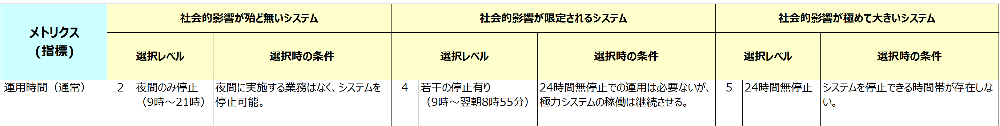 メトリクス
(指標)
社会的影響が殆ど無いシステム
社会的影響が限定されるシステム
社会的影響が極めて大きいシステム
選択レベル
選択時の条件
選択レベル
選択時の条件
選択レベル
選択時の条件
運用時間（通常）
2
夜間のみ停止
（9時～21時）
夜間に実施する業務はなく、システムを
停止可能。
4
若干の停止有り
（9時～翌朝8時55分）
24時間無停止での運用は必要ないが、
極力システムの稼働は継続させる。
5
24時間無停止
システムを停止できる時間帯が存在しな
い。